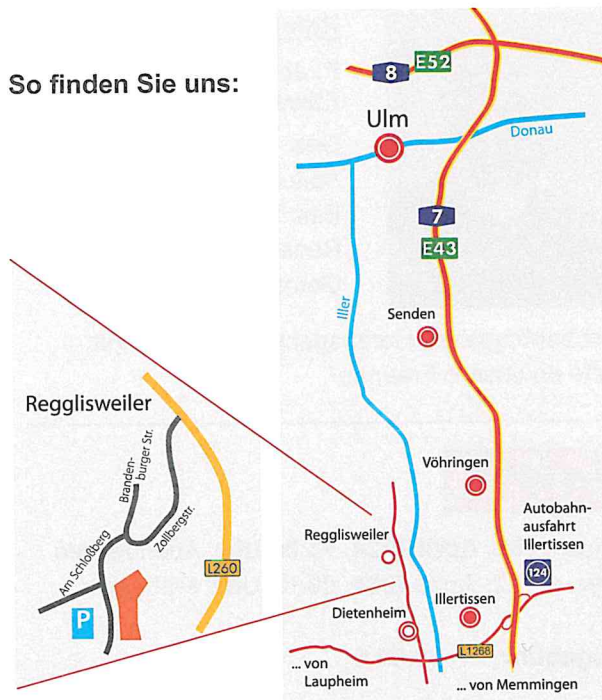 So finden Sie uns:
8
E52
Ulm
Donau
7
E43
Iller
Senden
Vöhringen
Autobahn-
ausfahrt
Illertissen
124
Regglisweiler
Dietenheim
Illertissen
L1268
... von
Laupheim
... von Memmingen
Regglisweiler
Branden-
burger Str.
Zollbergstr.
Am Schloßberg
L260
P